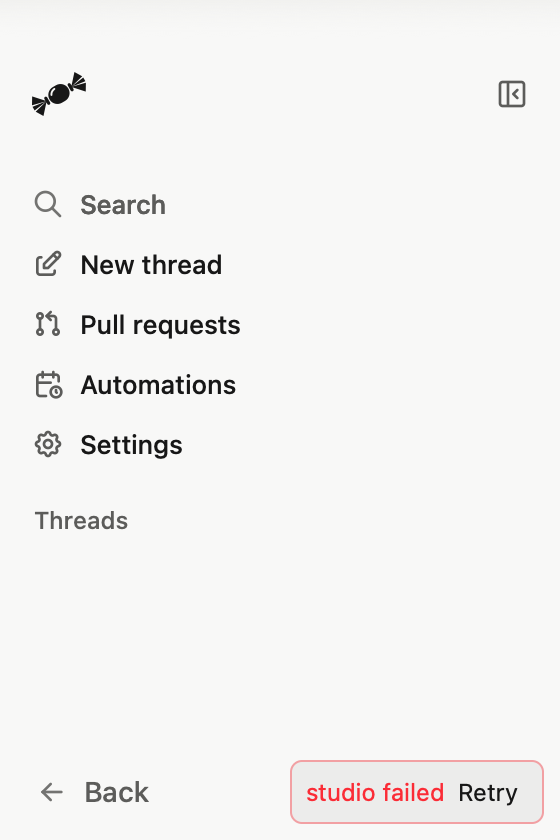 Search
New thread
Pull requests
Automations
Settings
Threads
Back
studio failed Retry